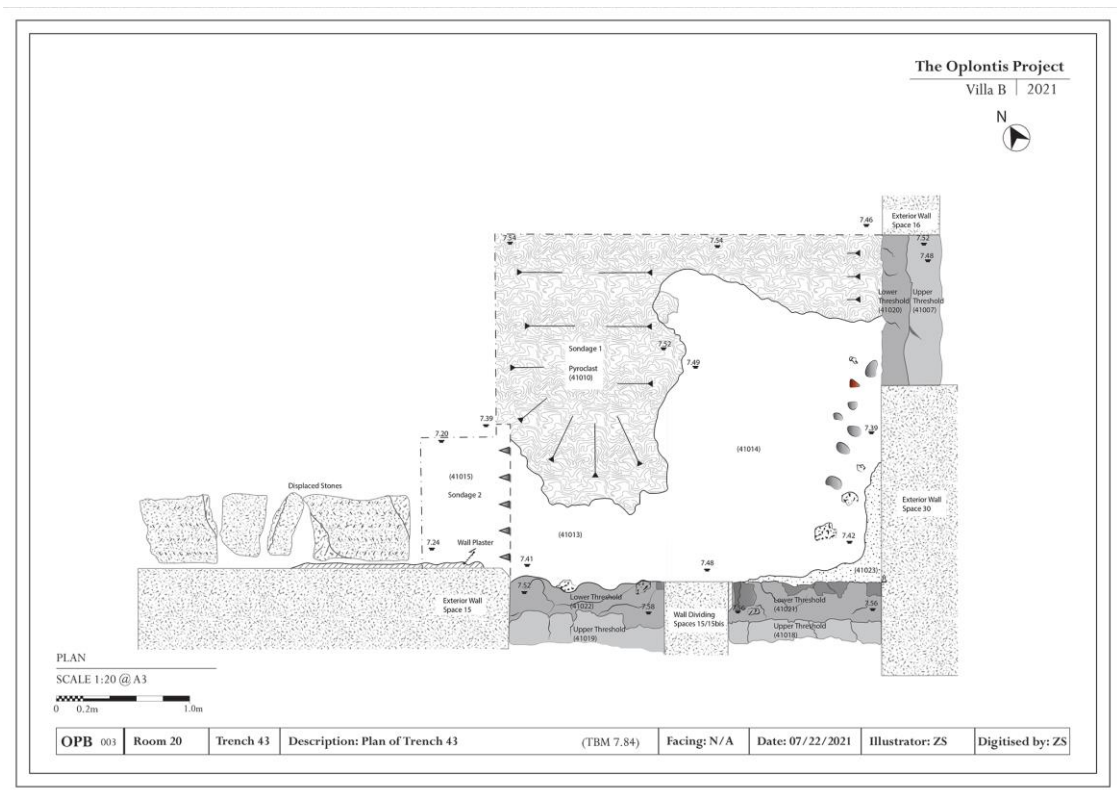 The Oplontis Project
Villa B | 2021
N
7.46
Exterior Wall
Space 16
7.54
7.54
7.52
7.48
Lower
Threshold
(41020)
Upper
Threshold
(41007)
Sondage 1
7.52
7.49
Pyroclast
(41010)
7.39
7.20
7.39
(41014)
(41015)
Sondage 2
Displaced Stones
Exterior Wall
Space 30
(41013)
7.42
7.24
Wall Plaster
7.41
7.48
(41023)
7.52
Exterior Wall
Space 15
Lower Threshold
(41022)
7.58
Wall Dividing
Spaces 15/15bis
Lower Threshold
(41021)
7.56
Upper Threshold
(41019)
Upper Threshold
(41018)
PLAN
SCALE 1:20 @ A3
0 0.2m 1.0m
OPB 003 Room 20 Trench 43 Description: Plan of Trench 43 (TBM 7.84) Facing: N/A Date: 07/22/2021 Illustrator: ZS Digitised by: ZS